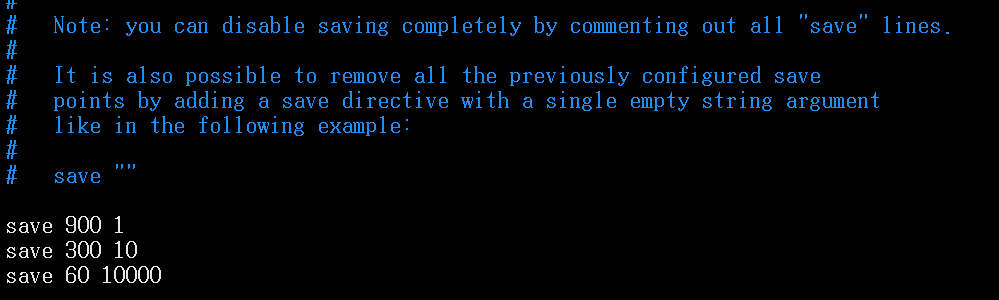 #
#   Note: you can disable saving completely by commenting out all "save" lines.
#
#   It is also possible to remove all the previously configured save
#   points by adding a save directive with a single empty string argument
#   like in the following example:
#
#   save ""

save 900 1
save 300 10
save 60 10000